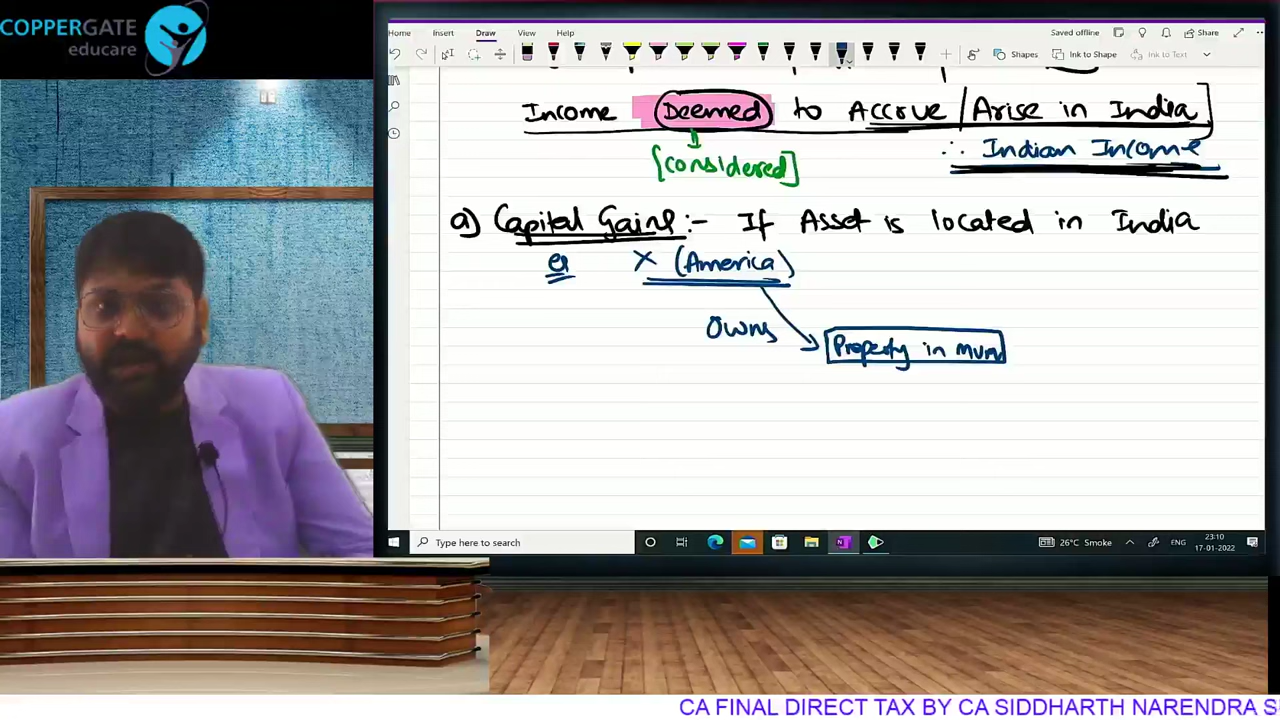 COPPERGATE
educare
Home Insert Draw View Help
Saved offline
Share
Shapes
Ink to Shape
Ink to Text
Income Deemed to Accrue / Arise in India
[considered]
∴ Indian Income
a) Capital Gains :- If Asset is located in India
X (America)
Owns
Property in Mum
Type here to search
26°C Smoke
ENG
23:10
17-01-2022
CA FINAL DIRECT TAX BY CA SIDDHARTH NARENDRA S